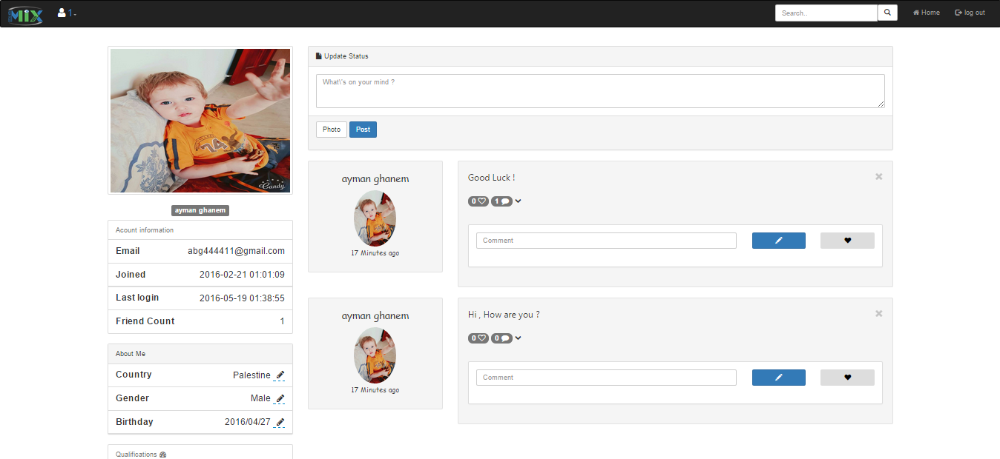 MIX
1
Search..
Home
log out
Candy
ayman ghanem
Acount information
Email abg444411@gmail.com
Joined 2016-02-21 01:01:09
Last login 2016-05-19 01:38:55
Friend Count 1
About Me
Country Palestine
Gender Male
Birthday 2016/04/27
Qualifications
Update Status
What\'s on your mind ?
Photo Post
ayman ghanem
17 Minutes ago
Good Luck !
0 1
Comment
ayman ghanem
17 Minutes ago
Hi , How are you ?
0 0
Comment